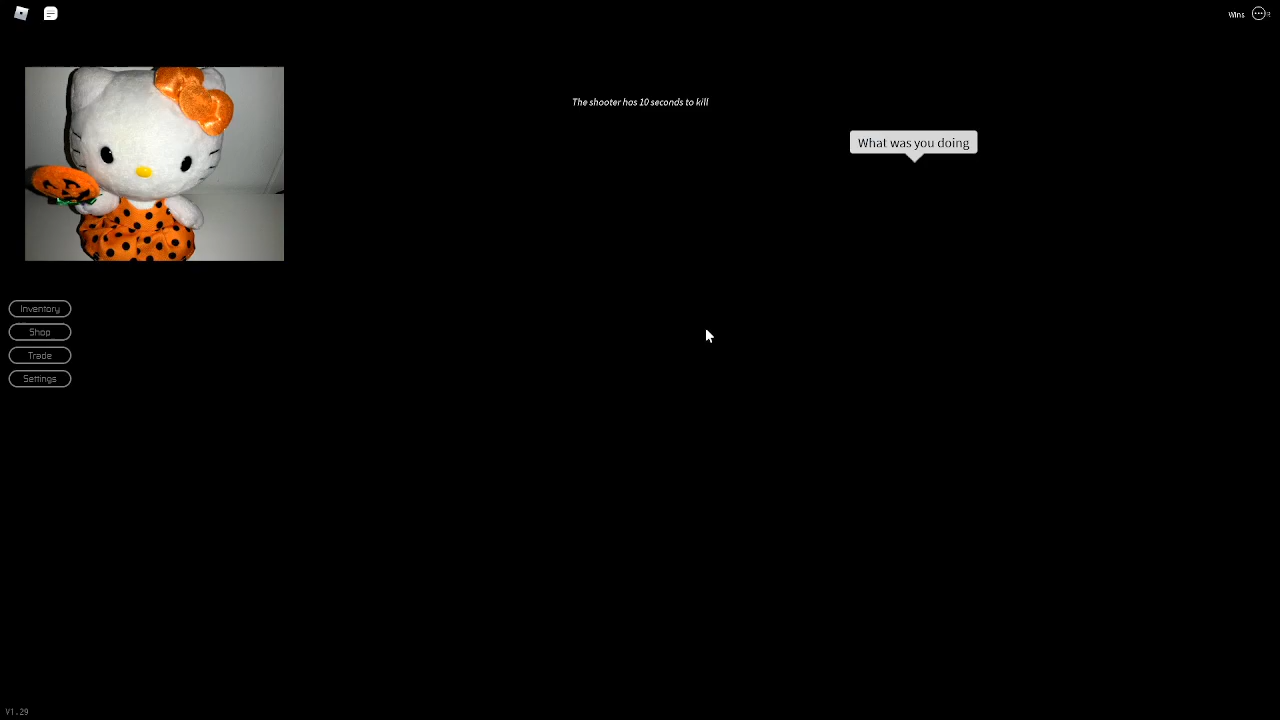 Wins
The shooter has 10 seconds to kill
What was you doing
Inventory
Shop
Trade
Settings
V1.29